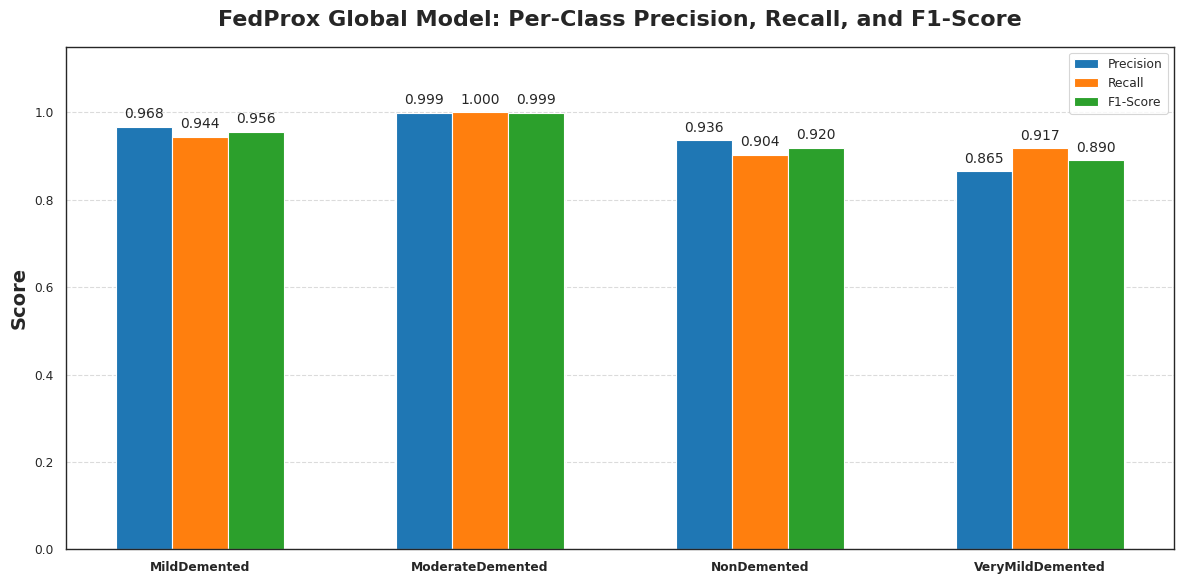 FedProx Global Model: Per-Class Precision, Recall, and F1-Score
Precision
Recall
F1-Score
Score
1.0
0.8
0.6
0.4
0.2
0.0
0.968
0.944
0.956
0.999
1.000
0.999
0.936
0.904
0.920
0.865
0.917
0.890
MildDemented
ModerateDemented
NonDemented
VeryMildDemented